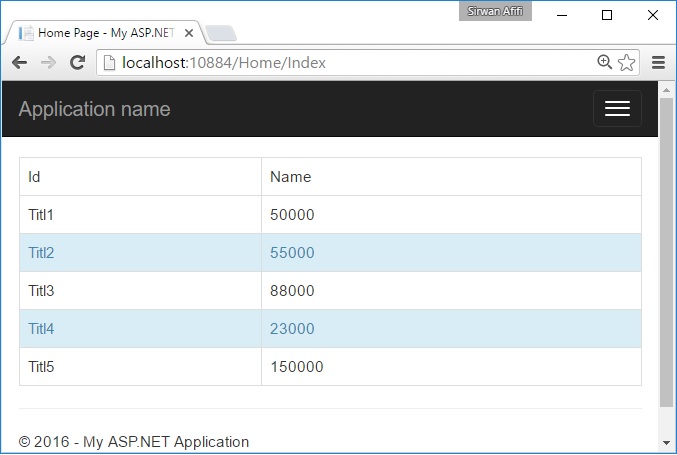 Sirwan Afifi
Home Page - My ASP.NET
localhost:10884/Home/Index
Application name
Id Name
Titl1 50000
Titl2 55000
Titl3 88000
Titl4 23000
Titl5 150000
© 2016 - My ASP.NET Application